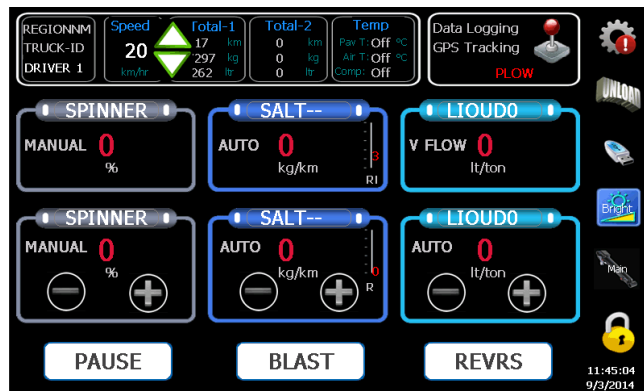 REGIONNM
TRUCK-ID
DRIVER 1
Speed
20
km/hr
Total-1
17 km
297 kg
262 ltr
Total-2
0 km
0 kg
0 ltr
Temp
Pav T: Off °C
Air T: Off °C
Comp: Off
Data Logging
GPS Tracking
PLOW
UNLOAD
SPINNER
MANUAL 0
%
SALT--
AUTO 0
kg/km
3
RI
LIQUD0
V FLOW 0
lt/ton
Bright
SPINNER
MANUAL 0
%
SALT--
AUTO 0
kg/km
0
R
LIQUD0
AUTO 0
lt/ton
Main
PAUSE
BLAST
REVRS
11:45:04
9/3/2014